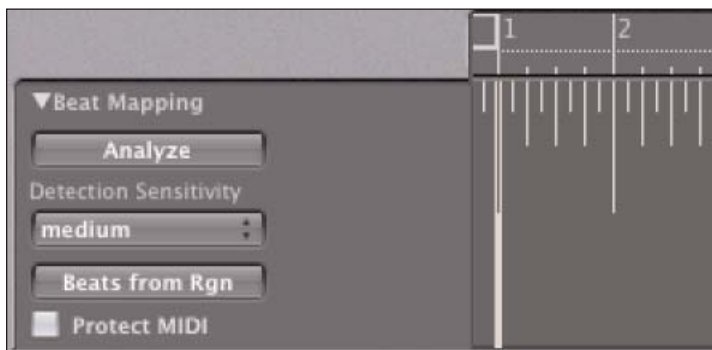 1 2
▼Beat Mapping
Analyze
Detection Sensitivity
medium
Beats from Rgn
Protect MIDI